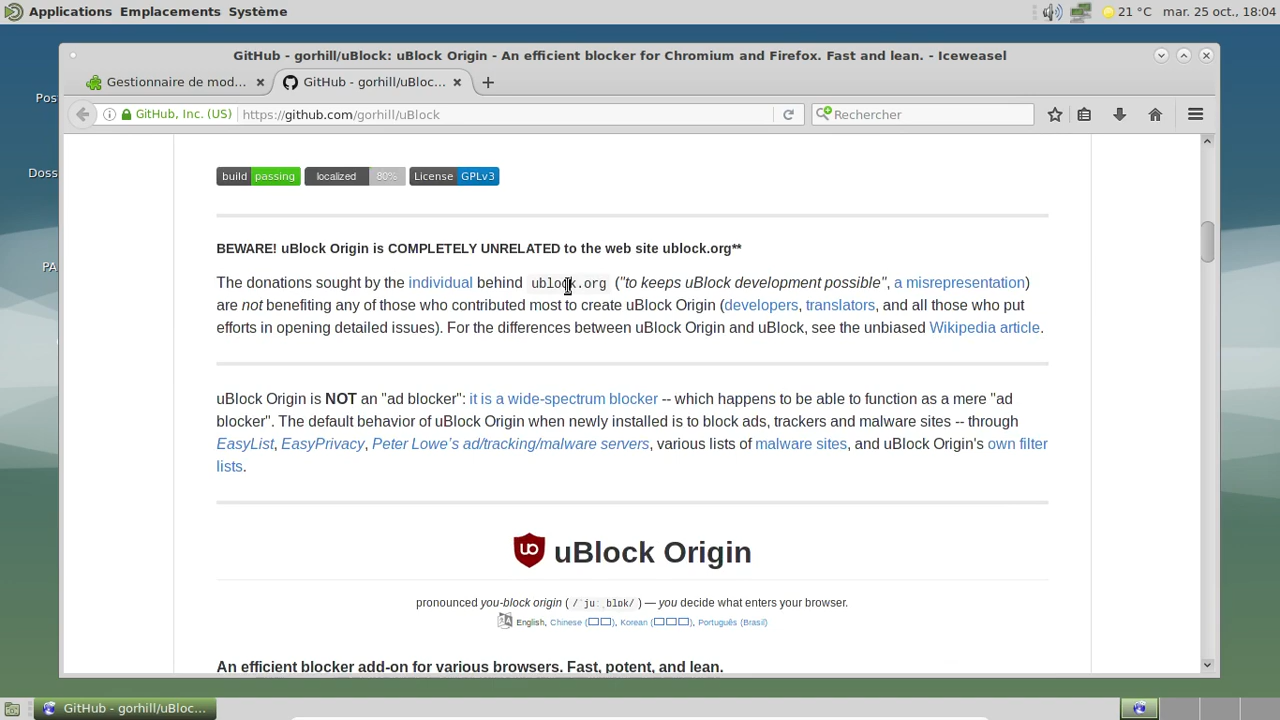 Applications Emplacements Système 21 °C mar. 25 oct., 18:04
GitHub - gorhill/uBlock: uBlock Origin - An efficient blocker for Chromium and Firefox. Fast and lean. - Iceweasel
Gestionnaire de mod... GitHub - gorhill/uBloc...
GitHub, Inc. (US) https://github.com/gorhill/uBlock Rechercher
Pos
Doss
PA
build passing localized 80% License GPLv3
BEWARE! uBlock Origin is COMPLETELY UNRELATED to the web site ublock.org**
The donations sought by the individual behind ublock.org ("to keeps uBlock development possible", a misrepresentation)
are not benefiting any of those who contributed most to create uBlock Origin (developers, translators, and all those who put
efforts in opening detailed issues). For the differences between uBlock Origin and uBlock, see the unbiased Wikipedia article.
uBlock Origin is NOT an "ad blocker": it is a wide-spectrum blocker -- which happens to be able to function as a mere "ad
blocker". The default behavior of uBlock Origin when newly installed is to block ads, trackers and malware sites -- through
EasyList, EasyPrivacy, Peter Lowe's ad/tracking/malware servers, various lists of malware sites, and uBlock Origin's own filter
lists.
uBlock Origin
pronounced you-block origin (/ˈjuːˌblɒk/) — you decide what enters your browser.
English, Chinese (□□), Korean (□□□), Português (Brasil)
An efficient blocker add-on for various browsers. Fast, potent, and lean.
GitHub - gorhill/uBloc...